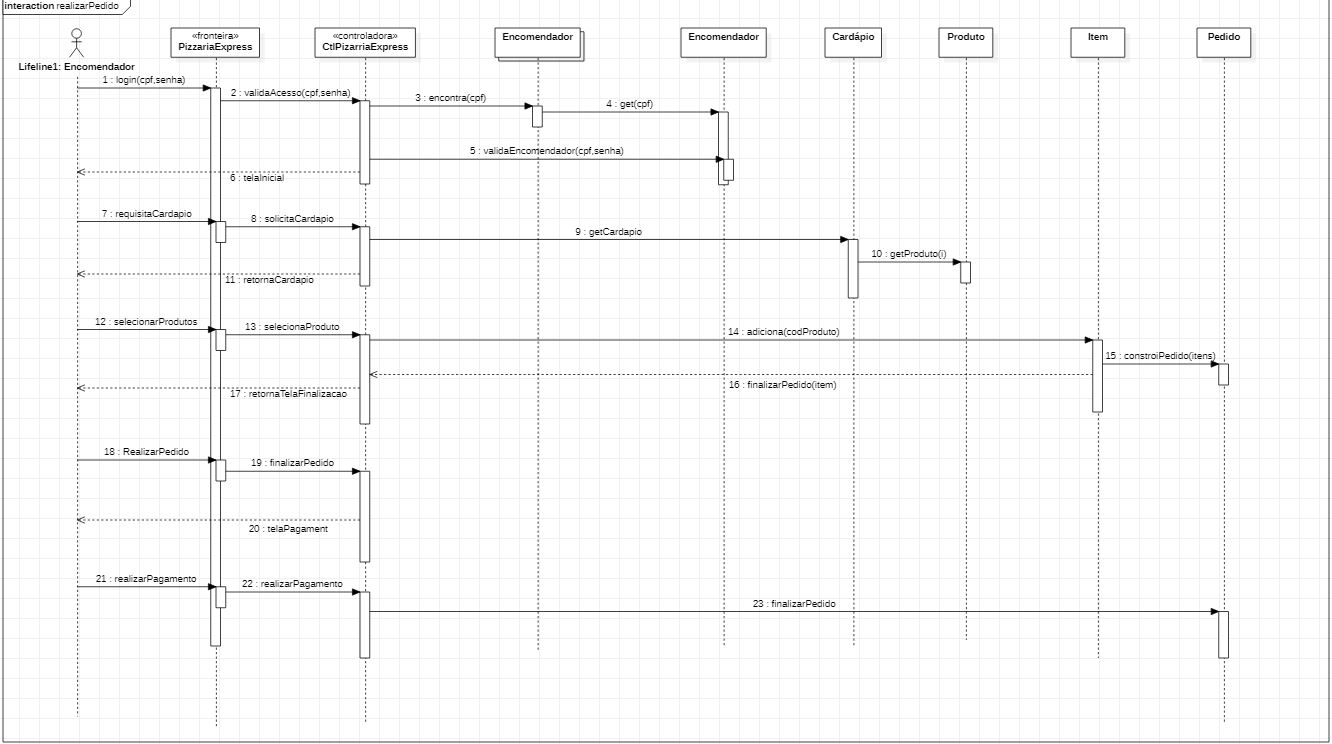 interaction realizarPedido
«fronteira»
PizzariaExpress
«controladora»
CtlPizarriaExpress
Encomendador
Encomendador
Cardápio
Produto
Item
Pedido
Lifeline1: Encomendador
1 : login(cpf,senha)
2 : validaAcesso(cpf,senha)
3 : encontra(cpf)
4 : get(cpf)
5 : validaEncomendador(cpf,senha)
6 : telaInicial
7 : requisitaCardapio
8 : solicitaCardapio
9 : getCardapio
10 : getProduto(i)
11 : retornaCardapio
12 : selecionarProdutos
13 : selecionaProduto
14 : adiciona(codProduto)
15 : constroiPedido(itens)
16 : finalizarPedido(item)
17 : retornaTelaFinalizacao
18 : RealizarPedido
19 : finalizarPedido
20 : telaPagament
21 : realizarPagamento
22 : realizarPagamento
23 : finalizarPedido